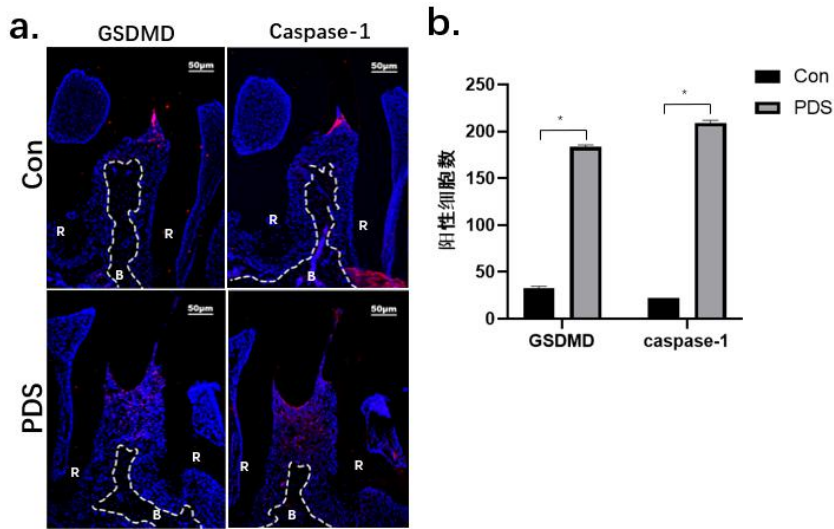 a.
GSDMD Caspase-1
Con
50μm
R
R
B
50μm
R
R
B
PDS
50μm
R
R
B
50μm
R
R
B
b.
阳性细胞数
250
200
150
100
50
0
* *
GSDMD caspase-1
Con
PDS